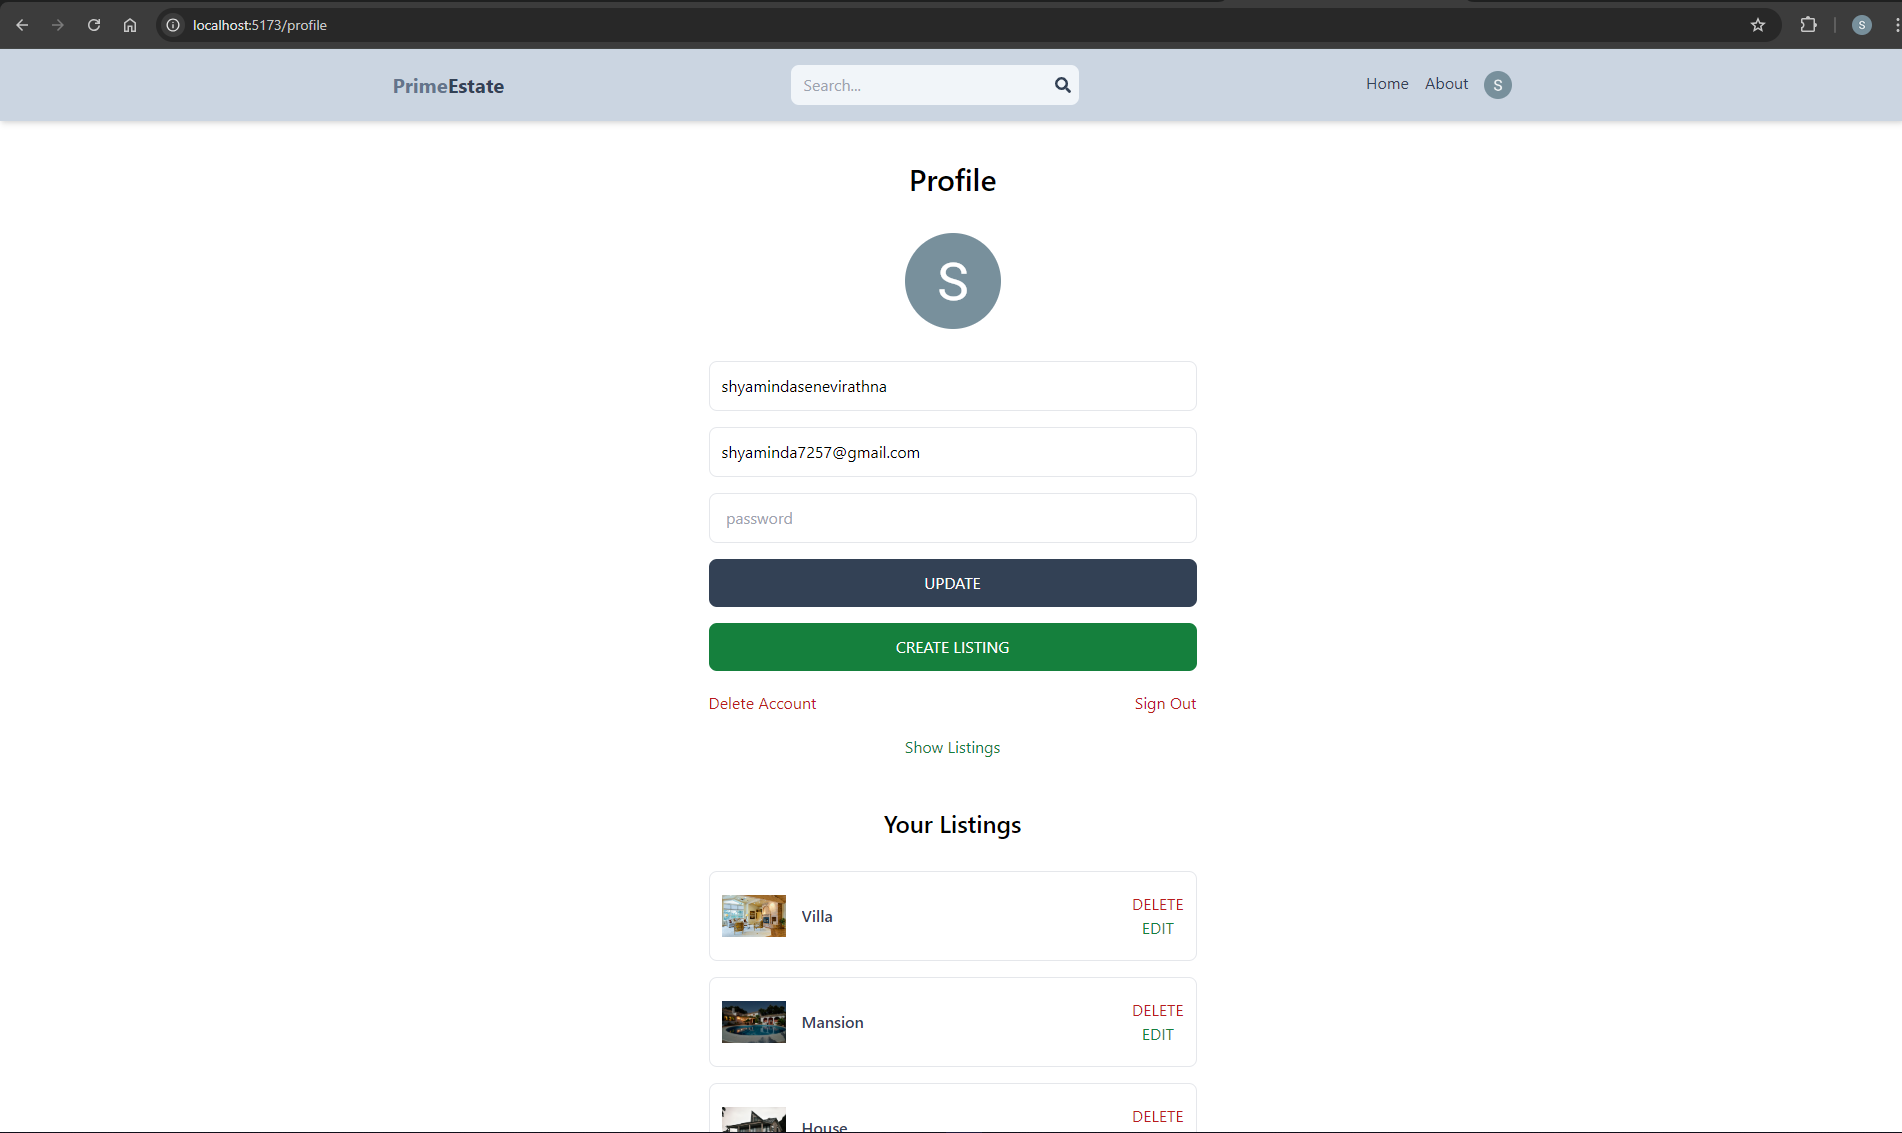 localhost:5173/profile
S
PrimeEstate
Search...
Home About S
Profile
S
shyamindasenevirathna
shyaminda7257@gmail.com
password
UPDATE
CREATE LISTING
Delete Account Sign Out
Show Listings
Your Listings
Villa
DELETE
EDIT
Mansion
DELETE
EDIT
House
DELETE